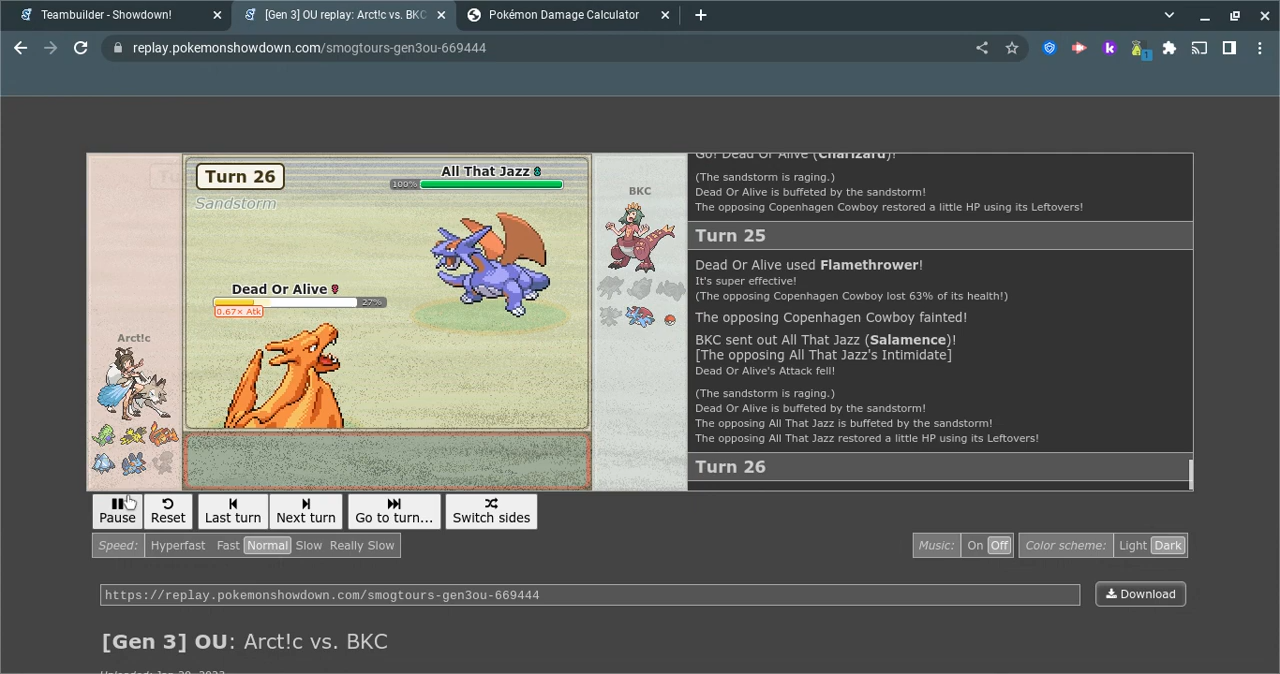 Teambuilder - Showdown!
[Gen 3] OU replay: Arct!c vs. BKC
Pokémon Damage Calculator
replay.pokemonshowdown.com/smogtours-gen3ou-669444
1
Turn 26
Sandstorm
All That Jazz
100%
Dead Or Alive
27%
0.67× Atk
Arct!c
BKC
Go! Dead Or Alive (Charizard)!
(The sandstorm is raging.)
Dead Or Alive is buffeted by the sandstorm!
The opposing Copenhagen Cowboy restored a little HP using its Leftovers!
Turn 25
Dead Or Alive used Flamethrower!
It's super effective!
(The opposing Copenhagen Cowboy lost 63% of its health!)
The opposing Copenhagen Cowboy fainted!
BKC sent out All That Jazz (Salamence)!
[The opposing All That Jazz's Intimidate]
Dead Or Alive's Attack fell!
(The sandstorm is raging.)
Dead Or Alive is buffeted by the sandstorm!
The opposing All That Jazz is buffeted by the sandstorm!
The opposing All That Jazz restored a little HP using its Leftovers!
Turn 26
Pause Reset Last turn Next turn Go to turn... Switch sides
Speed: Hyperfast Fast Normal Slow Really Slow
Music: On Off Color scheme: Light Dark
https://replay.pokemonshowdown.com/smogtours-gen3ou-669444
Download
[Gen 3] OU: Arct!c vs. BKC